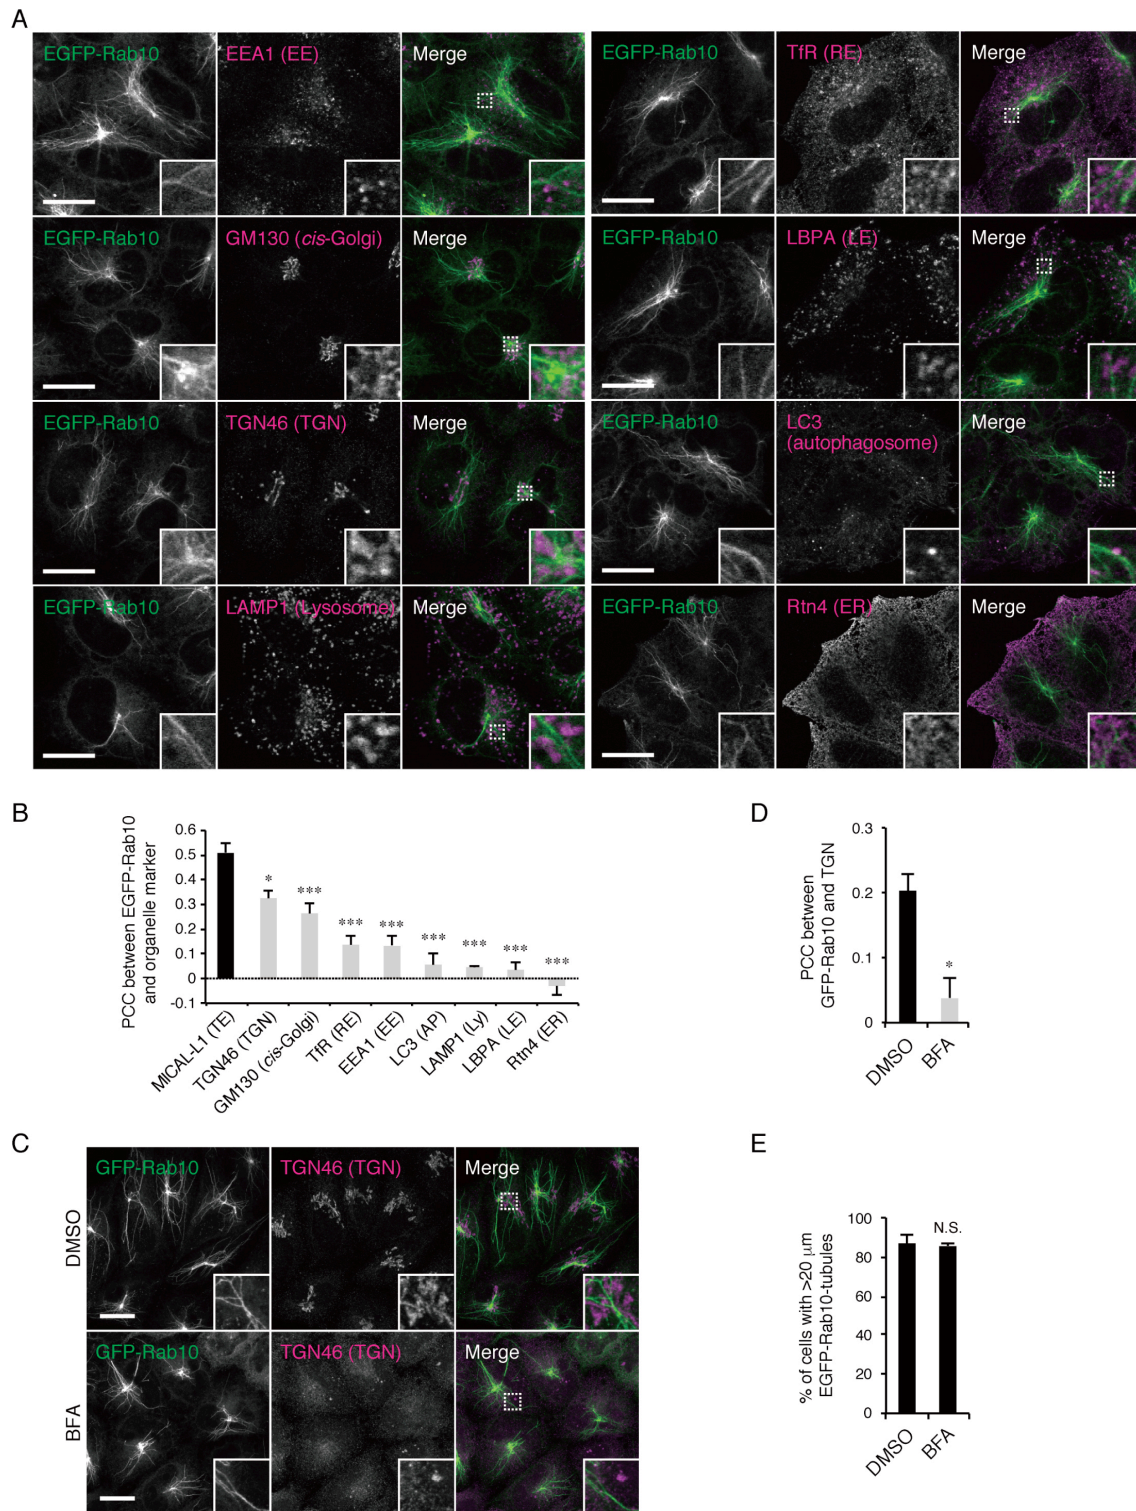 A
EGFP-Rab10
EEA1 (EE)
Merge
EGFP-Rab10
TfR (RE)
Merge
EGFP-Rab10
GM130 (cis-Golgi)
Merge
EGFP-Rab10
LBPA (LE)
Merge
EGFP-Rab10
TGN46 (TGN)
Merge
EGFP-Rab10
LC3
(autophagosome)
Merge
EGFP-Rab10
LAMP1 (Lysosome)
Merge
EGFP-Rab10
Rtn4 (ER)
Merge
B
PCC between EGFP-Rab10
and organelle marker
0.6
0.5
0.4
0.3
0.2
0.1
0
-0.1
*
***
***
***
***
***
***
***
MICAL-L1 (TE)
TGN46 (TGN)
GM130 (cis-Golgi)
TfR (RE)
EEA1 (EE)
LC3 (AP)
LAMP1 (Ly)
LBPA (LE)
Rtn4 (ER)
D
PCC between
GFP-Rab10 and TGN
0.3
0.2
0.1
0
*
DMSO
BFA
C
DMSO
GFP-Rab10
TGN46 (TGN)
Merge
BFA
GFP-Rab10
TGN46 (TGN)
Merge
E
% of cells with >20 μm
EGFP-Rab10-tubules
100
80
60
40
20
0
N.S.
DMSO
BFA